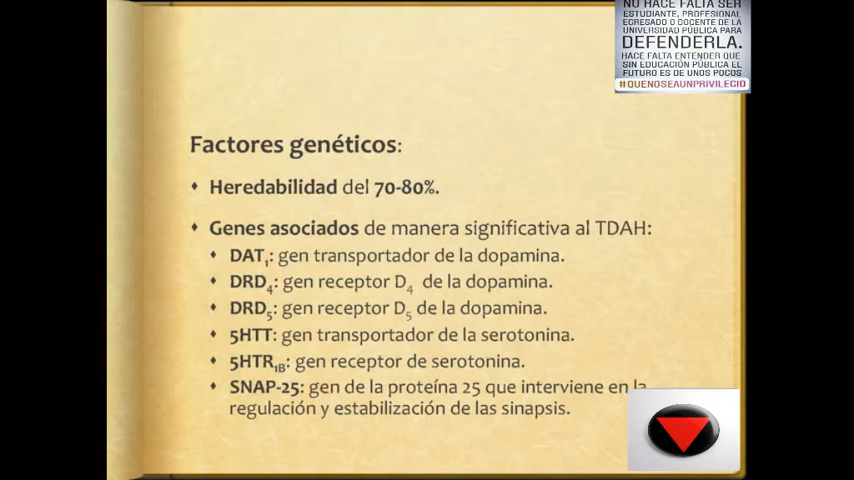 NO HACE FALTA SER
ESTUDIANTE, PROFESIONAL
EGRESADO O DOCENTE DE LA
UNIVERSIDAD PÚBLICA PARA
DEFENDERLA.
HACE FALTA ENTENDER QUE
SIN EDUCACIÓN PÚBLICA EL
FUTURO ES DE UNOS POCOS
#QUENOSEAUNPRIVILEGIO
Factores genéticos:
♦ Heredabilidad del 70-80%.
♦ Genes asociados de manera significativa al TDAH:
♦ DAT₁: gen transportador de la dopamina.
♦ DRD₄: gen receptor D₄ de la dopamina.
♦ DRD₅: gen receptor D₅ de la dopamina.
♦ 5HTT: gen transportador de la serotonina.
♦ 5HTR1B: gen receptor de serotonina.
♦ SNAP-25: gen de la proteína 25 que interviene en la
regulación y estabilización de las sinapsis.